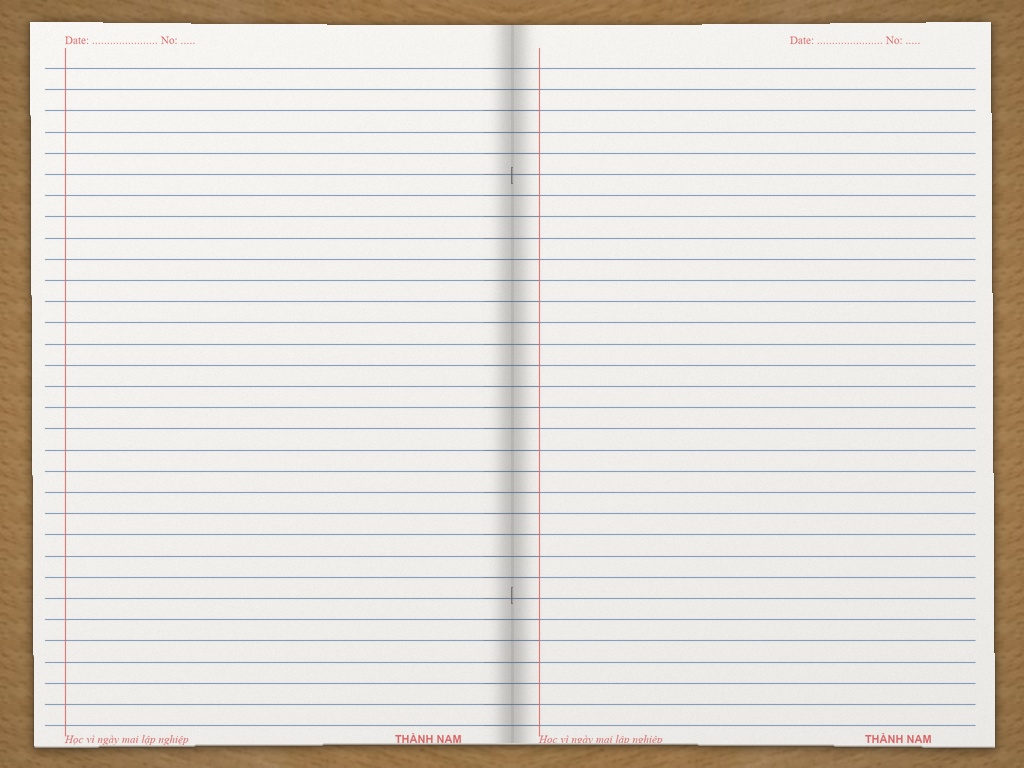 Date: ...................... No: .....
Date: ...................... No: .....
Học vì ngày mai lập nghiệp THÀNH NAM
Học vì ngày mai lập nghiệp THÀNH NAM